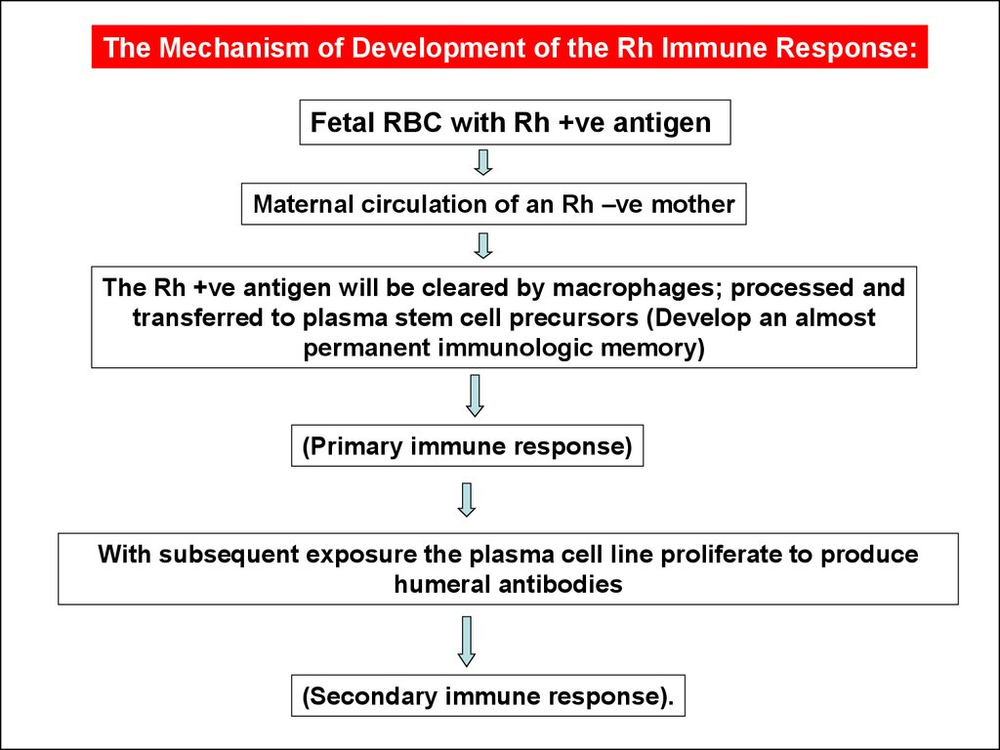 The Mechanism of Development of the Rh Immune Response:
Fetal RBC with Rh +ve antigen
Maternal circulation of an Rh –ve mother
The Rh +ve antigen will be cleared by macrophages; processed and
transferred to plasma stem cell precursors (Develop an almost
permanent immunologic memory)
(Primary immune response)
With subsequent exposure the plasma cell line proliferate to produce
humeral antibodies
(Secondary immune response).